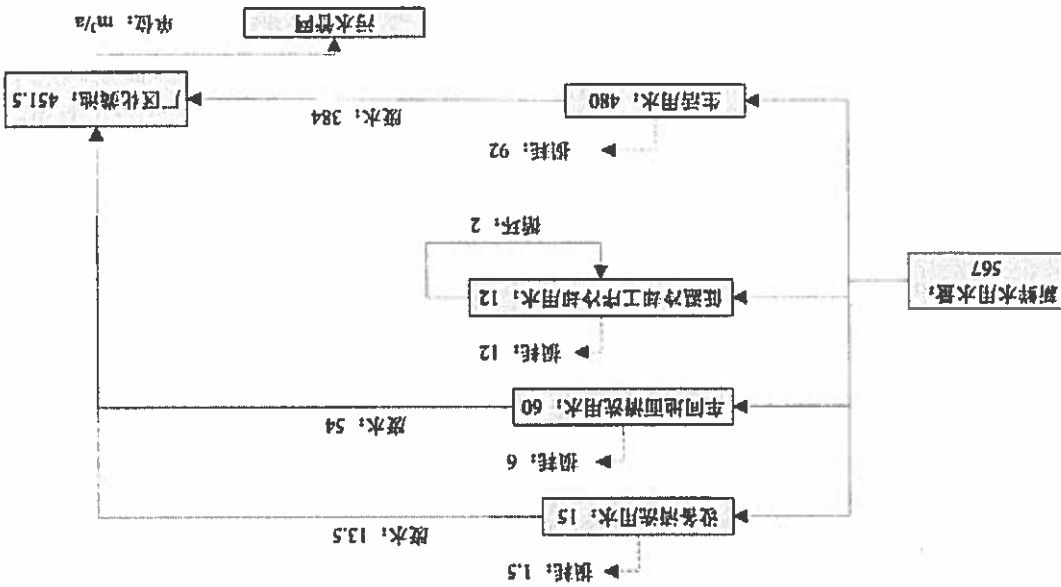 损耗：1.5
设备清洗用水：15
废水：13.5
损耗：6
车间地面清洗用水：60
废水：54
损耗：12
新鲜水用水量：
567
低温冷却工序冷却用水：12
循环：2
损耗：92
生活用水：480
废水：384
厂区化粪池：451.5
污水管网
单位：m³/a